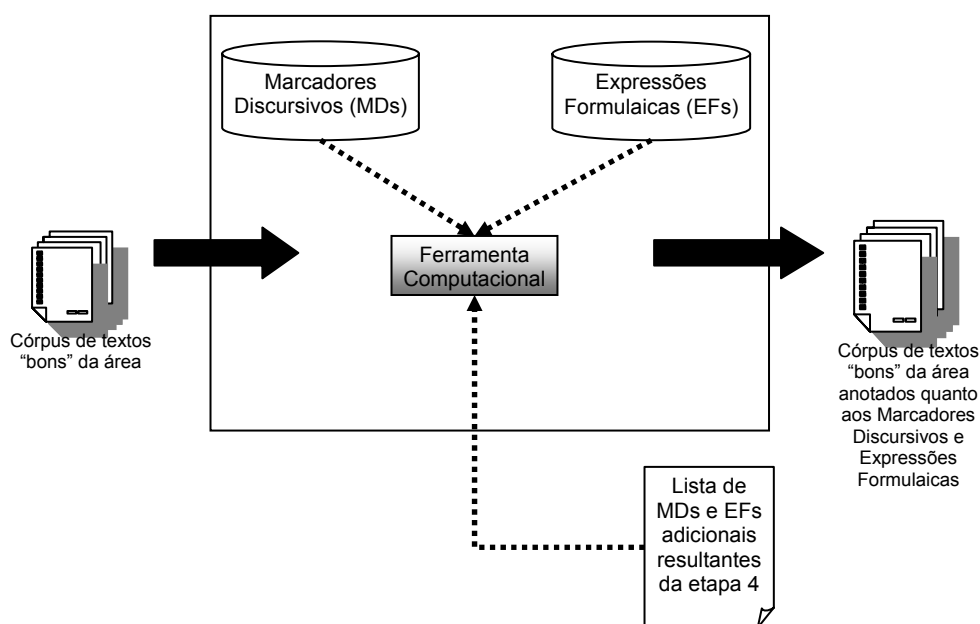 Marcadores
Discursivos (MDs)
Expressões
Formulaicas (EFs)
Ferramenta
Computacional
Córpus de textos
“bons” da área
Córpus de textos
“bons” da área
anotados quanto
aos Marcadores
Discursivos e
Expressões
Formulaicas
Lista de
MDs e EFs
adicionais
resultantes
da etapa 4